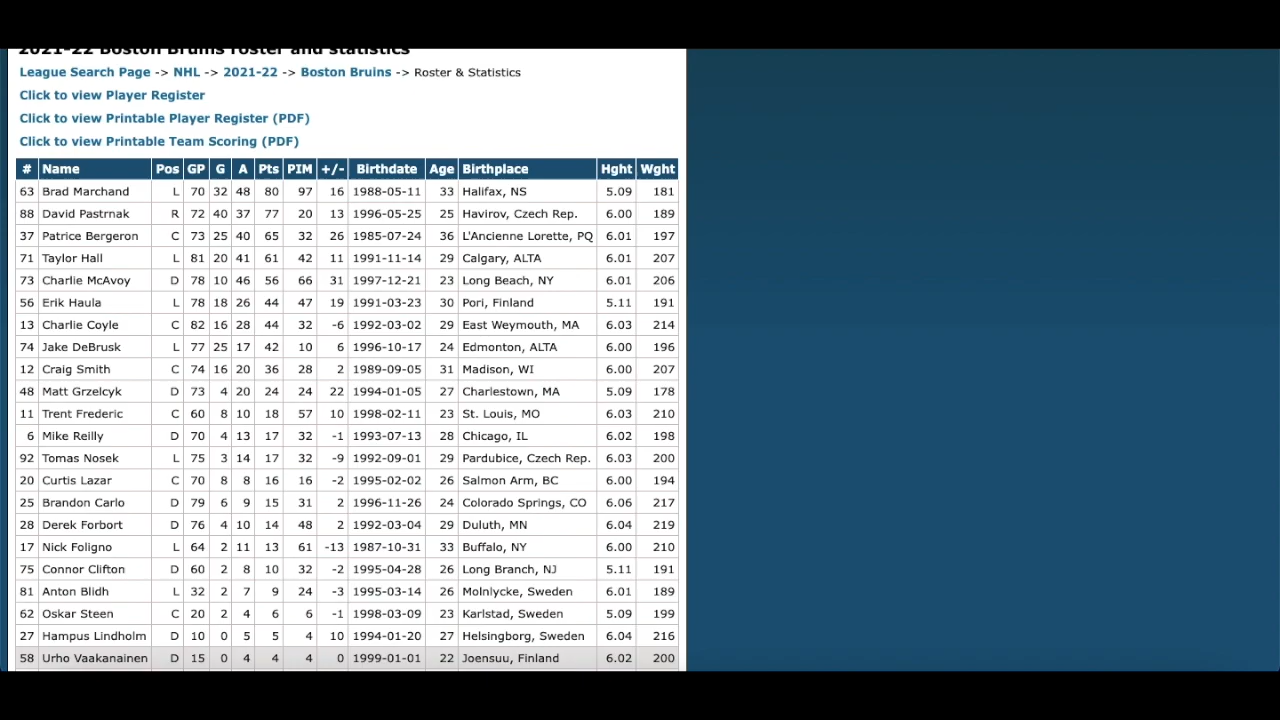 2021-22 Boston Bruins roster and statistics
League Search Page -> NHL -> 2021-22 -> Boston Bruins -> Roster & Statistics
Click to view Player Register
Click to view Printable Player Register (PDF)
Click to view Printable Team Scoring (PDF)
# Name Pos GP G A Pts PIM +/- Birthdate Age Birthplace Hght Wght
63 Brad Marchand L 70 32 48 80 97 16 1988-05-11 33 Halifax, NS 5.09 181
88 David Pastrnak R 72 40 37 77 20 13 1996-05-25 25 Havirov, Czech Rep. 6.00 189
37 Patrice Bergeron C 73 25 40 65 32 26 1985-07-24 36 L'Ancienne Lorette, PQ 6.01 197
71 Taylor Hall L 81 20 41 61 42 11 1991-11-14 29 Calgary, ALTA 6.01 207
73 Charlie McAvoy D 78 10 46 56 66 31 1997-12-21 23 Long Beach, NY 6.01 206
56 Erik Haula L 78 18 26 44 47 19 1991-03-23 30 Pori, Finland 5.11 191
13 Charlie Coyle C 82 16 28 44 32 -6 1992-03-02 29 East Weymouth, MA 6.03 214
74 Jake DeBrusk L 77 25 17 42 10 6 1996-10-17 24 Edmonton, ALTA 6.00 196
12 Craig Smith C 74 16 20 36 28 2 1989-09-05 31 Madison, WI 6.00 207
48 Matt Grzelcyk D 73 4 20 24 24 22 1994-01-05 27 Charlestown, MA 5.09 178
11 Trent Frederic C 60 8 10 18 57 10 1998-02-11 23 St. Louis, MO 6.03 210
6 Mike Reilly D 70 4 13 17 32 -1 1993-07-13 28 Chicago, IL 6.02 198
92 Tomas Nosek L 75 3 14 17 32 -9 1992-09-01 29 Pardubice, Czech Rep. 6.03 200
20 Curtis Lazar C 70 8 8 16 16 -2 1995-02-02 26 Salmon Arm, BC 6.00 194
25 Brandon Carlo D 79 6 9 15 31 2 1996-11-26 24 Colorado Springs, CO 6.06 217
28 Derek Forbort D 76 4 10 14 48 2 1992-03-04 29 Duluth, MN 6.04 219
17 Nick Foligno L 64 2 11 13 61 -13 1987-10-31 33 Buffalo, NY 6.00 210
75 Connor Clifton D 60 2 8 10 32 -2 1995-04-28 26 Long Branch, NJ 5.11 191
81 Anton Blidh L 32 2 7 9 24 -3 1995-03-14 26 Molnlycke, Sweden 6.01 189
62 Oskar Steen C 20 2 4 6 6 -1 1998-03-09 23 Karlstad, Sweden 5.09 199
27 Hampus Lindholm D 10 0 5 5 4 10 1994-01-20 27 Helsingborg, Sweden 6.04 216
58 Urho Vaakanainen D 15 0 4 4 4 0 1999-01-01 22 Joensuu, Finland 6.02 200